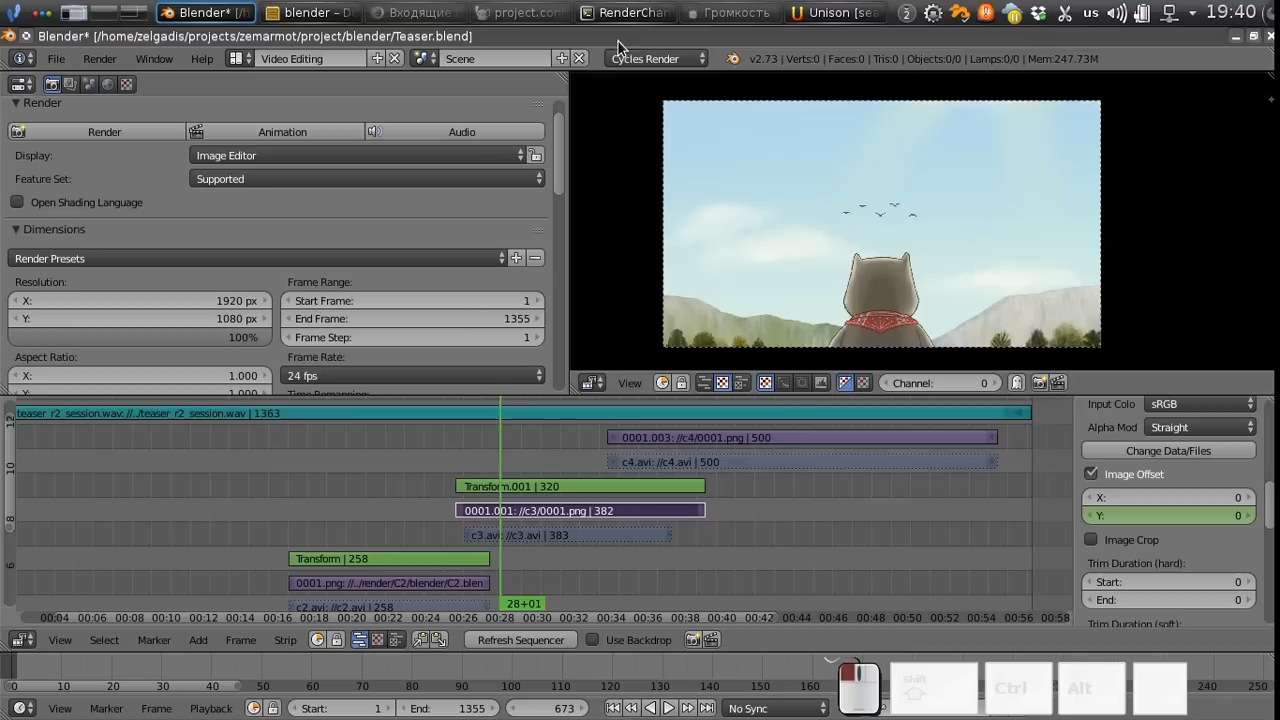 Blender* [/h
blender – D
Входящие
project.con
RenderChan
Громкость
Unison [sea
2
us
19:40
Blender* [/home/zelgadis/projects/zemarmot/project/blender/Teaser.blend]
File Render Window Help
Video Editing
Scene
Cycles Render
v2.73 | Verts:0 | Faces:0 | Tris:0 | Objects:0/0 | Lamps:0/0 | Mem:247.73M
Render
Render
Animation
Audio
Display:
Image Editor
Feature Set:
Supported
Open Shading Language
Dimensions
Render Presets
Resolution:
Frame Range:
X: 1920 px
Start Frame: 1
Y: 1080 px
End Frame: 1355
100%
Frame Step: 1
Aspect Ratio:
Frame Rate:
X: 1.000
24 fps
View
Channel: 0
teaser_r2_session.wav: //../teaser_r2_session.wav | 1363
12
10
8
6
0001.003: //c4/0001.png | 500
c4.avi: //c4.avi | 500
Transform.001 | 320
0001.001: //c3/0001.png | 382
c3.avi: //c3.avi | 383
Transform | 258
0001.png: //../render/C2/blender/C2.blen
c2.avi: //c2.avi | 258
28+01
00:04 00:06 00:08 00:10 00:12 00:14 00:16 00:18 00:20 00:22 00:24 00:26 00:28 00:30 00:32 00:34 00:36 00:38 00:40 00:42 00:44 00:46 00:48 00:50 00:52 00:54 00:56 00:58
Input Colo
sRGB
Alpha Mod
Straight
Change Data/Files
Image Offset
X: 0
Y: 0
Image Crop
Trim Duration (hard):
Start: 0
End: 0
Trim Duration (soft):
View Select Marker Add Frame Strip
Refresh Sequencer
Use Backdrop
0 10 20 30 40 50 60 70 80 90 100 110 120 130 140 150 160
250
View Marker Frame Playback
Start: 1
End: 1355
673
No Sync
Shift
Ctrl
Alt